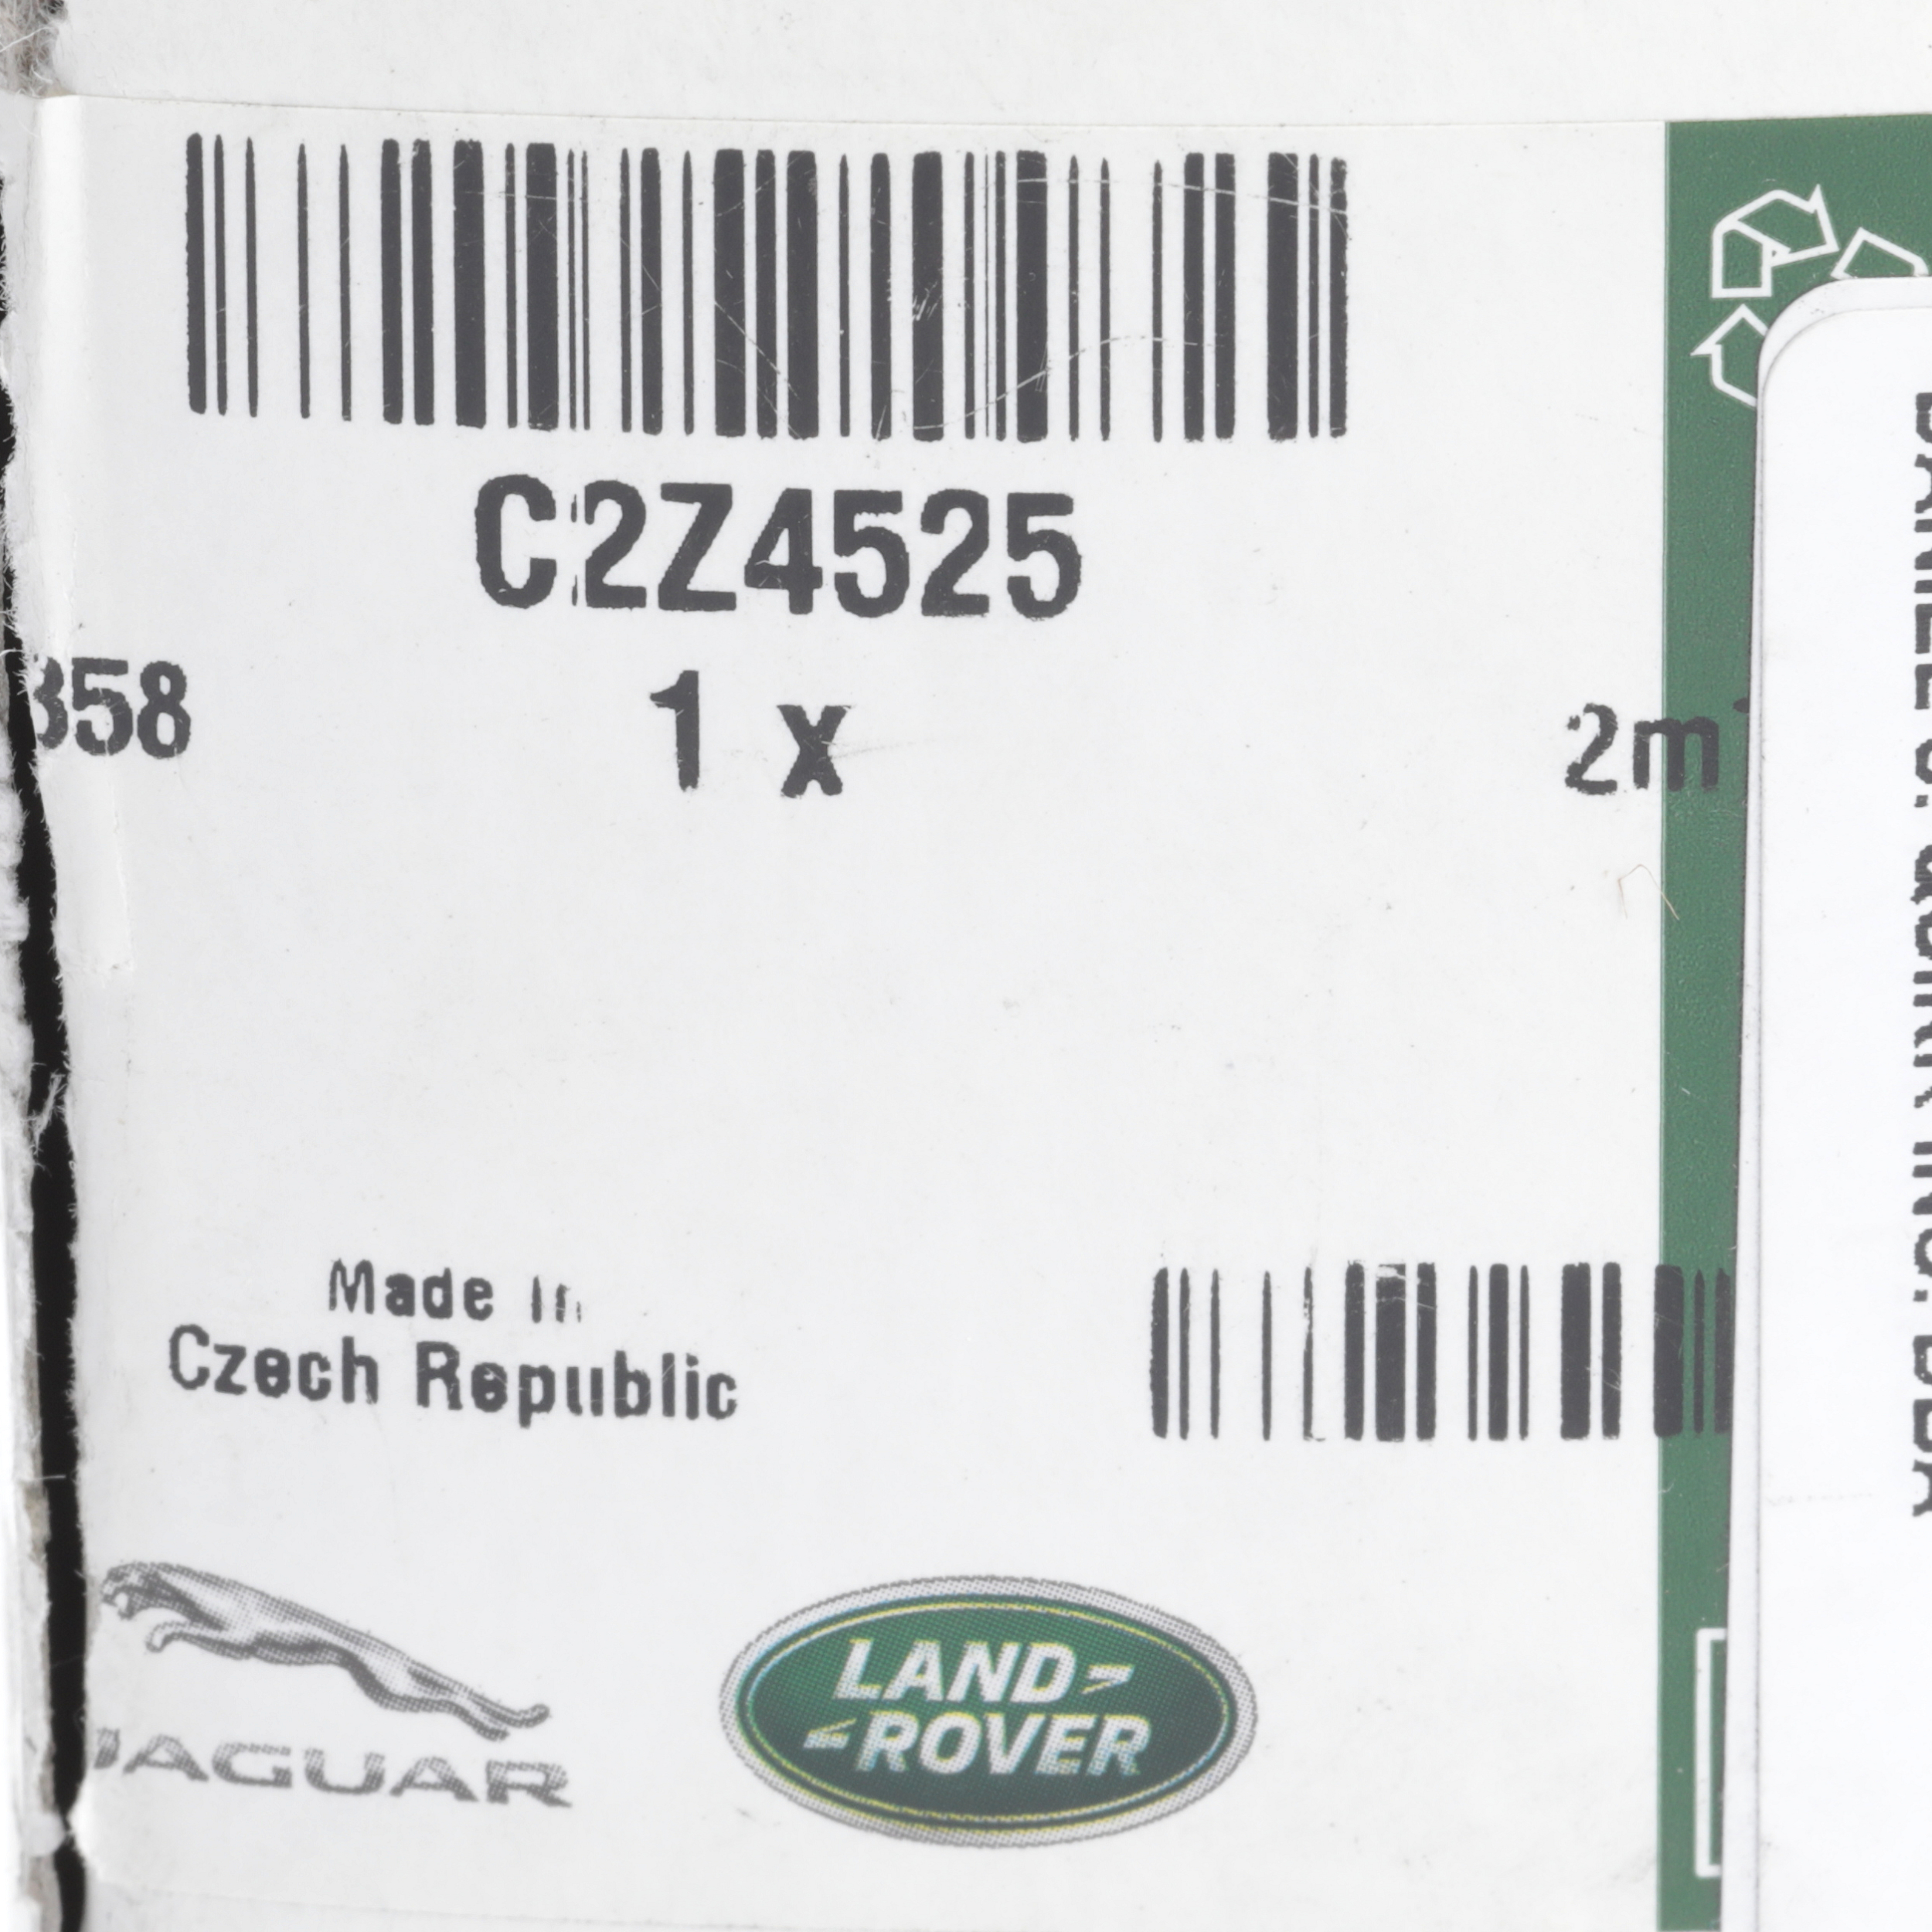 C2Z4525
358 1 x 2m
Made In
Czech Republic
JAGUAR
LAND
ROVER